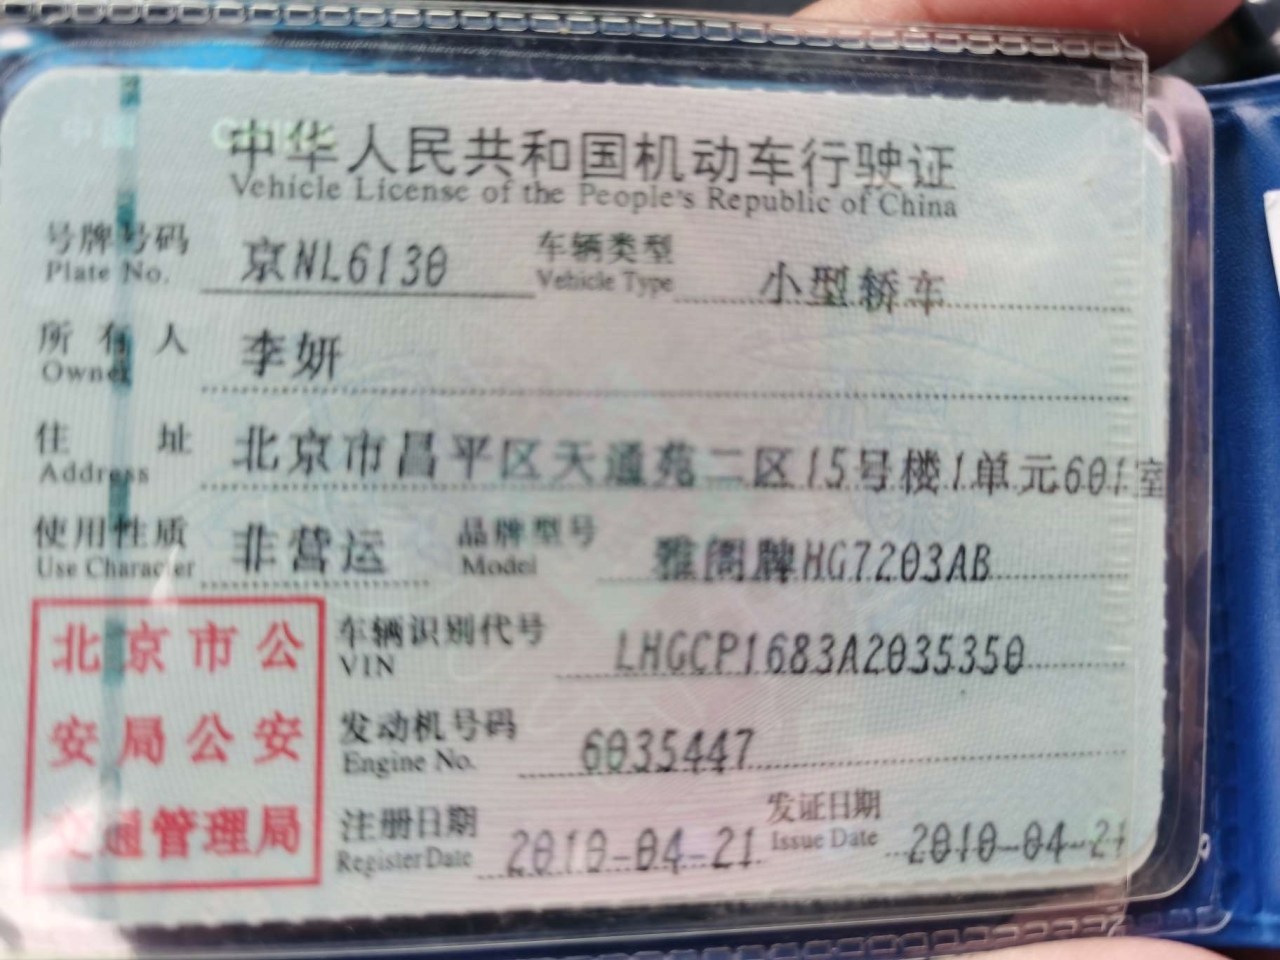 中华人民共和国机动车行驶证
Vehicle License of the People's Republic of China
号牌号码 京NL6130 车辆类型 小型轿车
Plate No. Vehicle Type
所有人 李妍
Owner
住址 北京市昌平区天通苑二区15号楼1单元601室
Address
使用性质 非营运 品牌型号 雅阁牌HG7203AB
Use Character Model
北京市公安局公安交通管理局
车辆识别代号 LHGCP1683A2035350
VIN
发动机号码 6035447
Engine No.
注册日期 2010-04-21 发证日期 2010-04-21
Register Date Issue Date